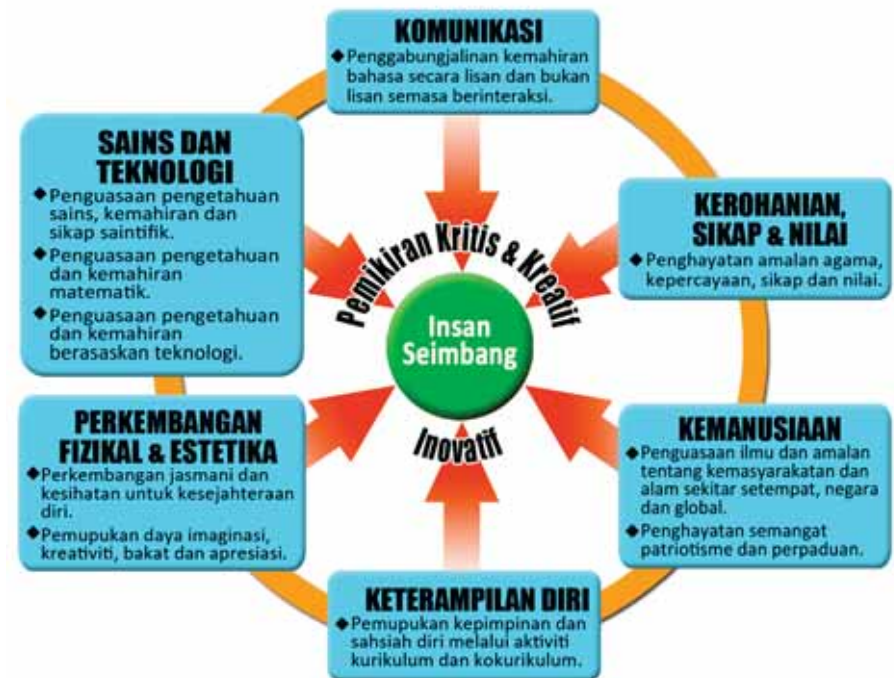 KOMUNIKASI
◆Penggabungjalinan kemahiran
bahasa secara lisan dan bukan
lisan semasa berinteraksi.
SAINS DAN
TEKNOLOGI
◆Penguasaan pengetahuan
sains, kemahiran dan
sikap saintifik.
◆Penguasaan pengetahuan
dan kemahiran
matematik.
◆Penguasaan pengetahuan
dan kemahiran
berasaskan teknologi.
KEROHANIAN,
SIKAP & NILAI
◆Penghayatan amalan agama,
kepercayaan, sikap dan nilai.
Pemikiran Kritis & Kreatif
Insan
Seimbang
Inovatif
PERKEMBANGAN
FIZIKAL & ESTETIKA
◆Perkembangan jasmani dan
kesihatan untuk kesejahteraan
diri.
◆Pemupukan daya imaginasi,
kreativiti, bakat dan apresiasi.
KEMANUSIAAN
◆Penguasaan ilmu dan amalan
tentang kemasyarakatan dan
alam sekitar setempat, negara
dan global.
◆Penghayatan semangat
patriotisme dan perpaduan.
KETERAMPILAN DIRI
◆Pemupukan kepimpinan dan
sahsiah diri melalui aktiviti
kurikulum dan kokurikulum.